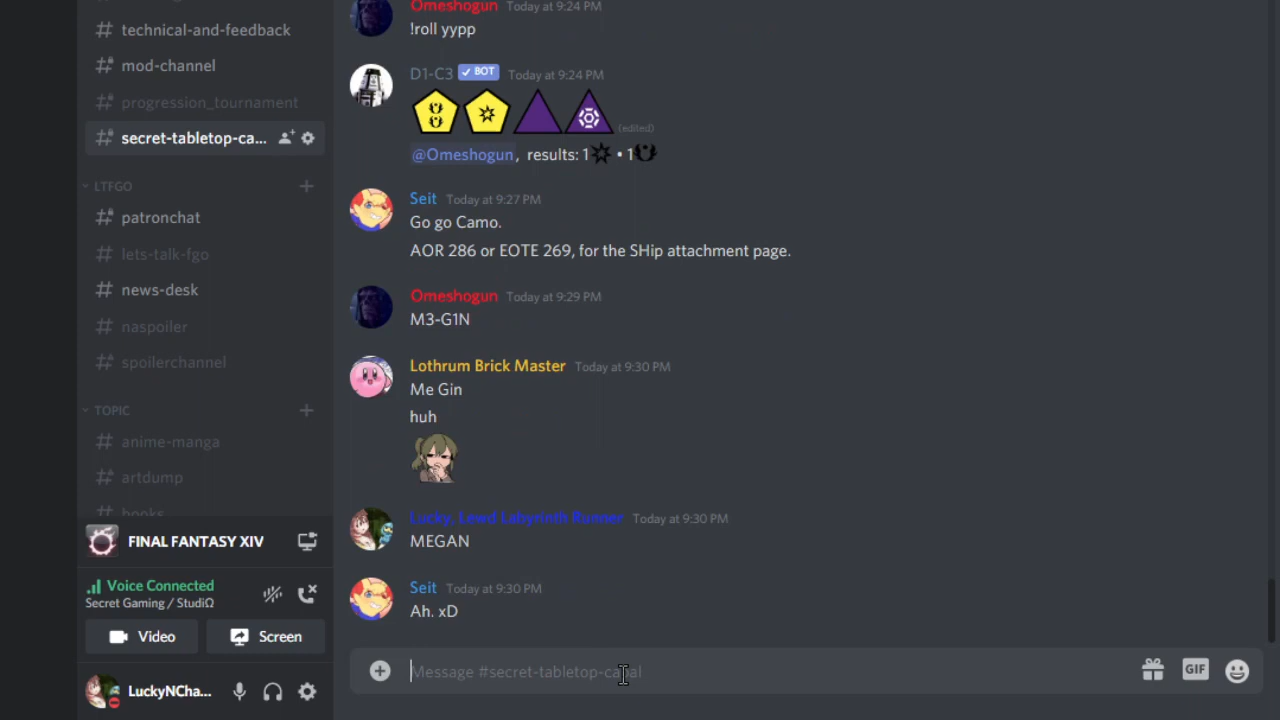 technical-and-feedback
mod-channel
progression_tournament
secret-tabletop-ca...
LTFGO
patronchat
lets-talk-fgo
news-desk
naspoiler
spoilerchannel
TOPIC
anime-manga
artdump
books
FINAL FANTASY XIV
Voice Connected
Secret Gaming / StudiΩ
Video
Screen
LuckyNCha...
Omeshogun Today at 9:24 PM
!roll yypp
D1-C3 BOT Today at 9:24 PM
(edited)
@Omeshogun, results: 1 • 1
Seit Today at 9:27 PM
Go go Camo.
AOR 286 or EOTE 269, for the SHip attachment page.
Omeshogun Today at 9:29 PM
M3-G1N
Lothrum Brick Master Today at 9:30 PM
Me Gin
huh
Lucky, Lewd Labyrinth Runner Today at 9:30 PM
MEGAN
Seit Today at 9:30 PM
Ah. xD
Message #secret-tabletop-cabal
GIF